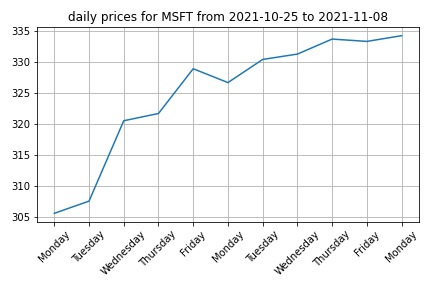 daily prices for MSFT from 2021-10-25 to 2021-11-08
335
330
325
320
315
310
305
Monday
Tuesday
Wednesday
Thursday
Friday
Monday
Tuesday
Wednesday
Thursday
Friday
Monday